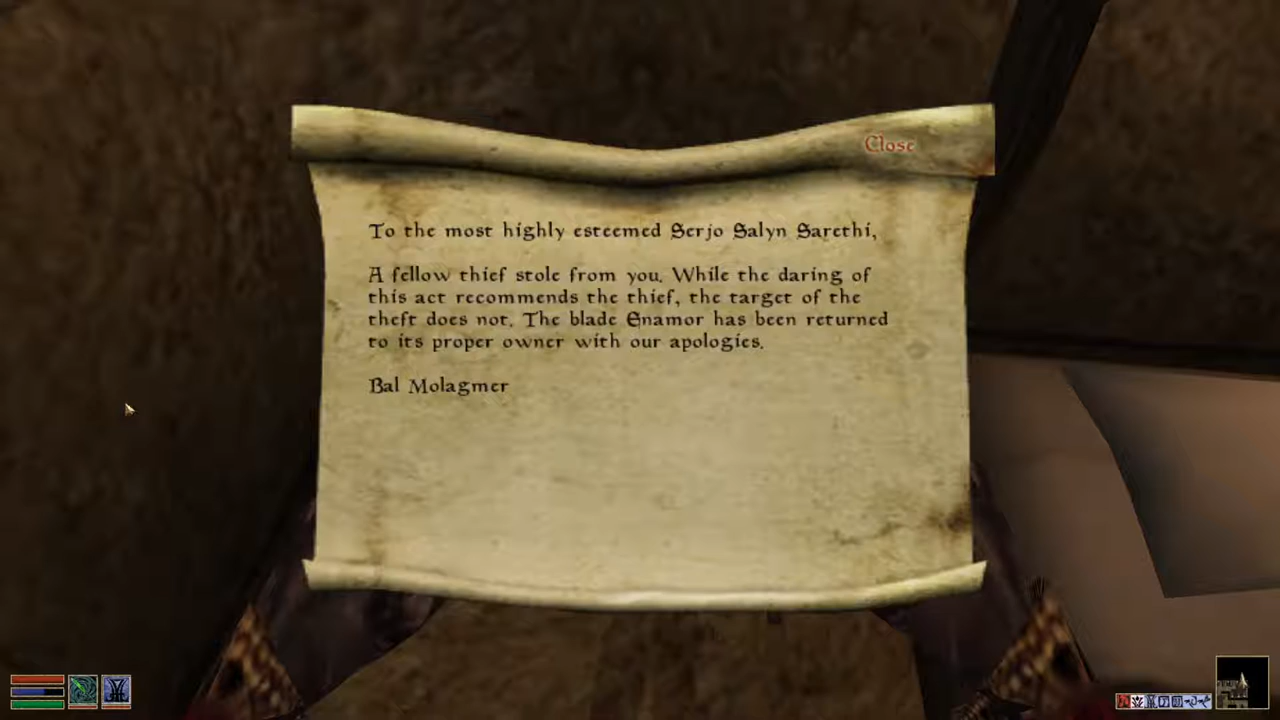 Close
To the most highly esteemed Serjo Salyn Sarethi,
A fellow thief stole from you. While the daring of
this act recommends the thief, the target of the
theft does not. The blade Enamor has been returned
to its proper owner with our apologies.
Bal Molagmer